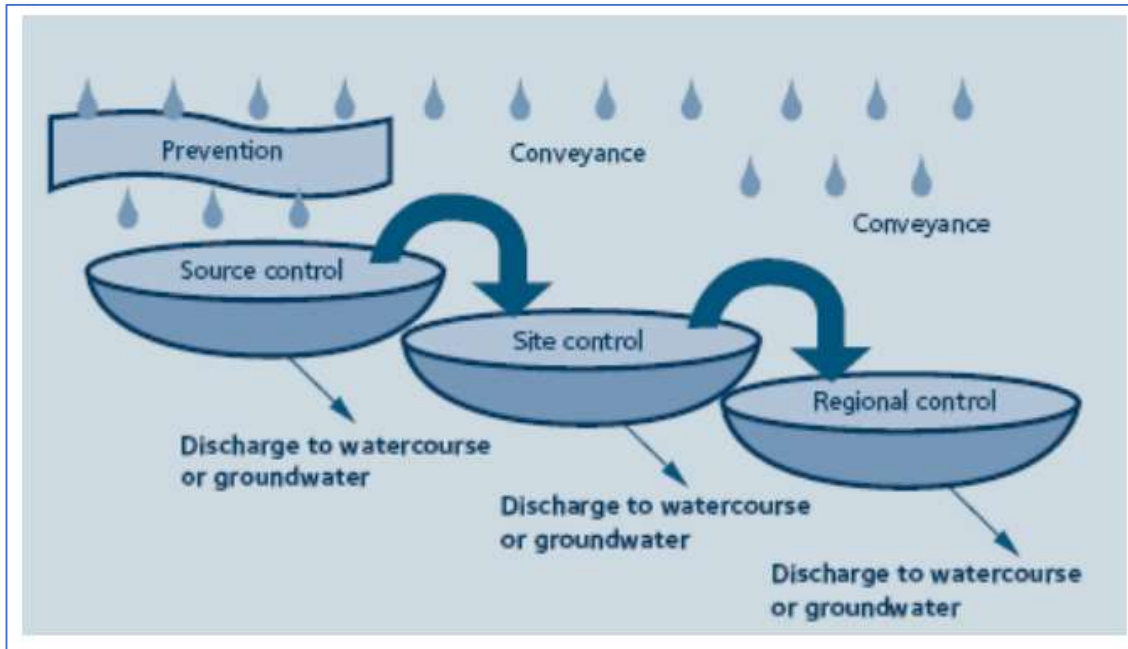 Prevention
Conveyance
Conveyance
Source control
Site control
Regional control
Discharge to watercourse
or groundwater
Discharge to watercourse
or groundwater
Discharge to watercourse
or groundwater